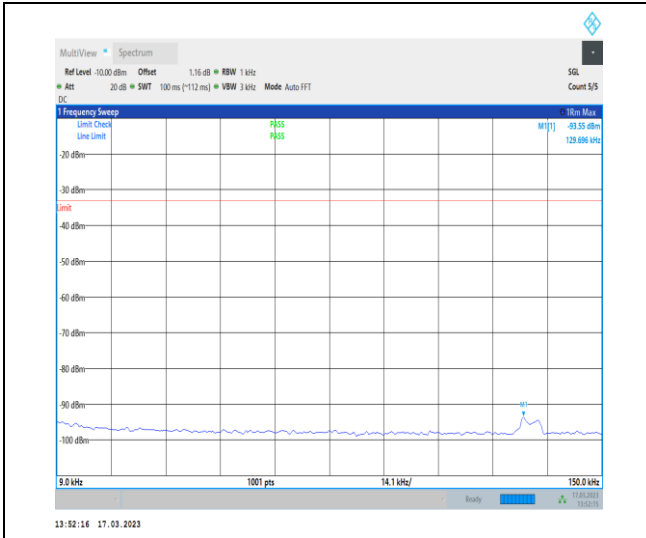 MultiView Spectrum
Ref Level -10.00 dBm Offset 1.16 dB RBW 1 kHz SGL
Att 20 dB SWT 100 ms (~112 ms) VBW 3 kHz Mode Auto FFT Count 5/5
DC
1 Frequency Sweep 1Rm Max
Limit Check PASS M1[1] -93.55 dBm
Line Limit PASS 129.696 kHz
-20 dBm
-30 dBm
Limit
-40 dBm
-50 dBm
-60 dBm
-70 dBm
-80 dBm
-90 dBm
M1
-100 dBm
9.0 kHz 1001 pts 14.1 kHz/ 150.0 kHz
Ready 17.03.2023
13:52:15
13:52:16 17.03.2023